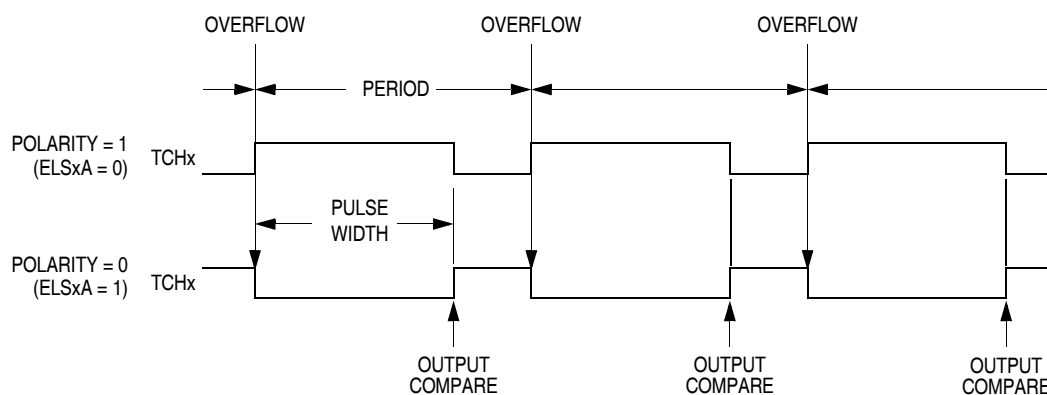 OVERFLOW
OVERFLOW
OVERFLOW
PERIOD
POLARITY = 1
(ELSxA = 0)
TCHx
PULSE
WIDTH
POLARITY = 0
(ELSxA = 1)
TCHx
OUTPUT
COMPARE
OUTPUT
COMPARE
OUTPUT
COMPARE